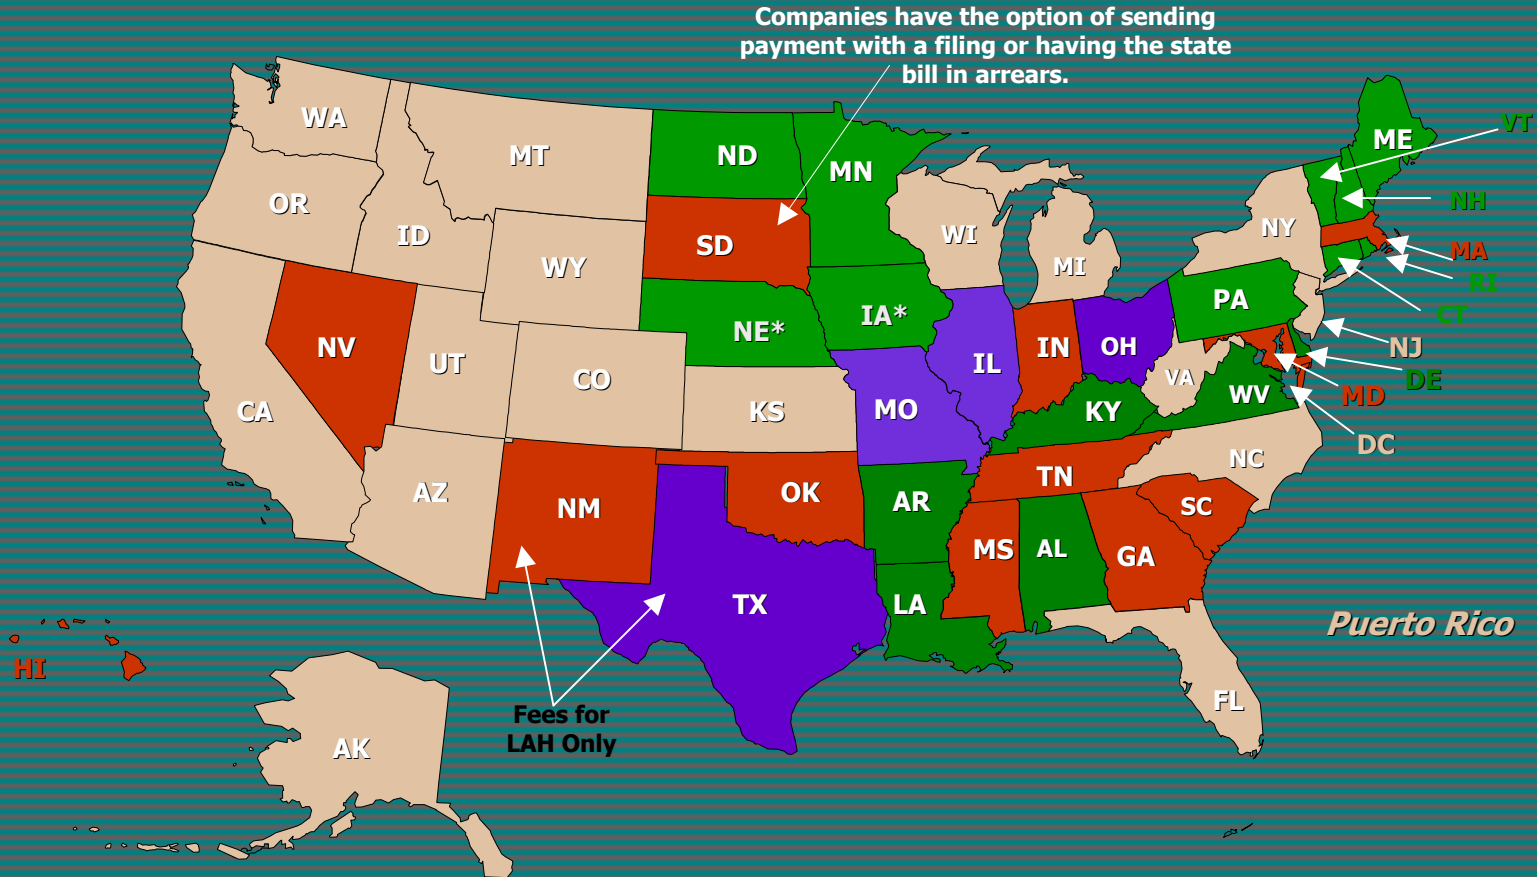 Companies have the option of sending
payment with a filing or having the state
bill in arrears.
WA
MT
ND
MN
ME
VT
OR
ID
WY
SD
WI
MI
NY
NH
MA
RI
CT
NV
UT
CO
NE*
IA*
PA
NJ
DE
MD
DC
CA
KS
MO
IL
IN
OH
VA
WV
KY
NC
AZ
NM
OK
AR
TN
SC
MS
AL
GA
TX
LA
Puerto Rico
HI
FL
Fees for
LAH Only
AK